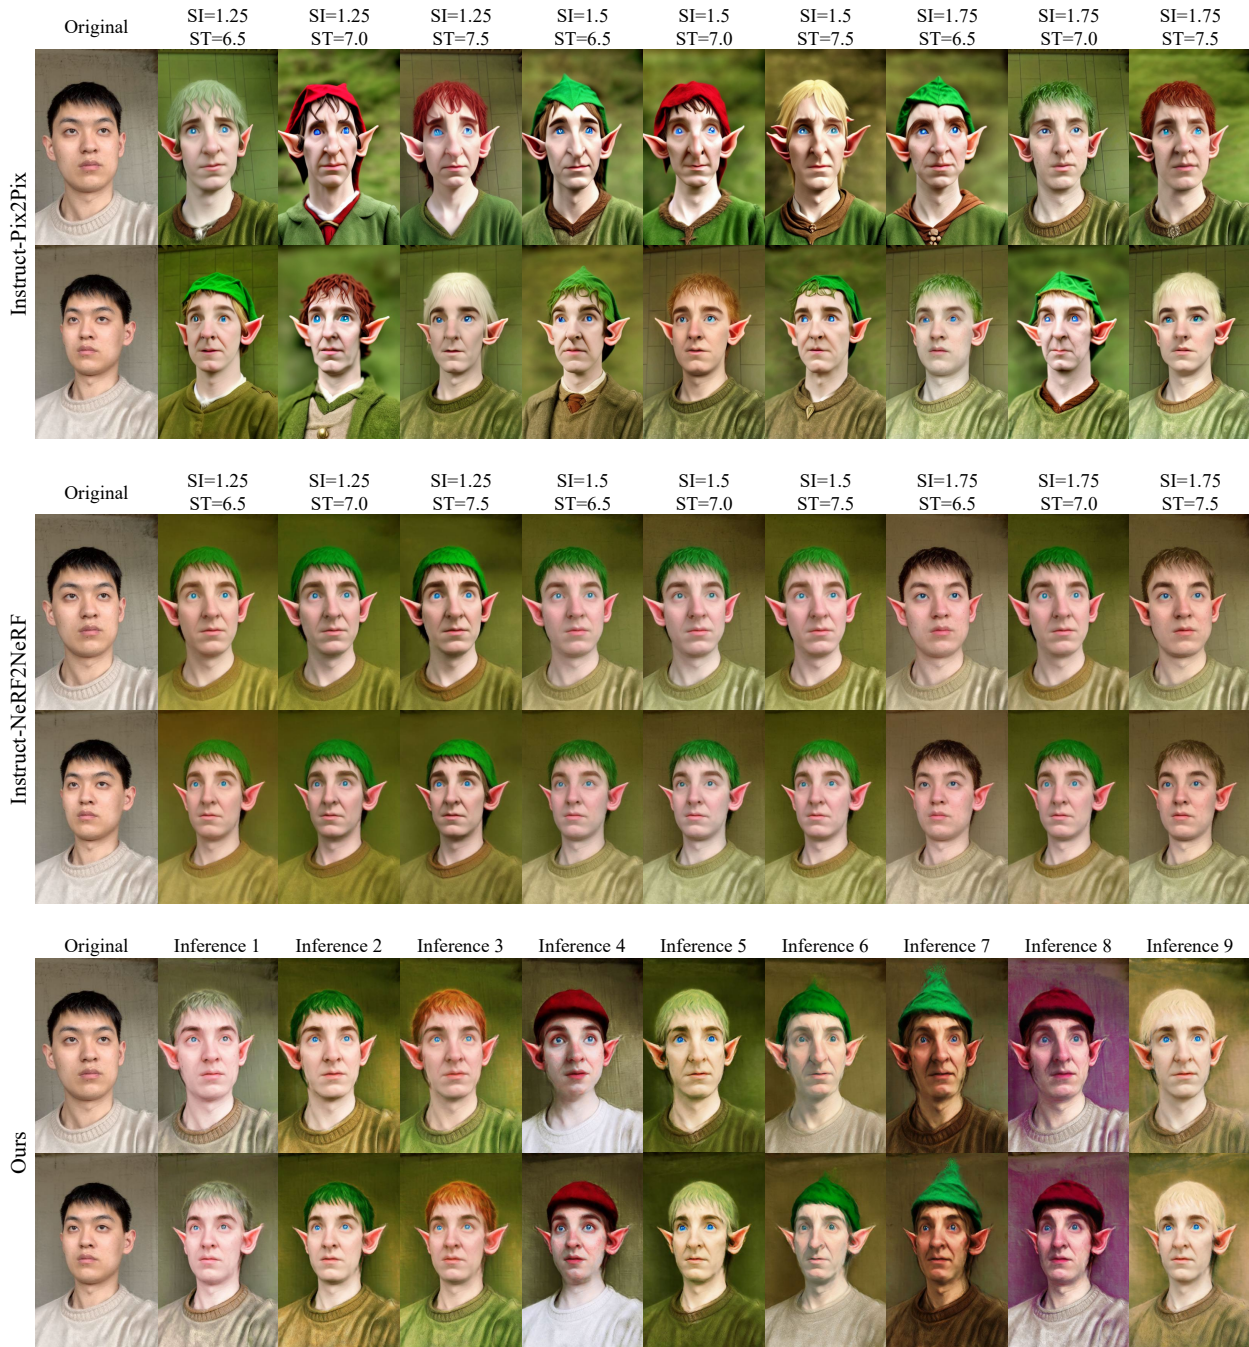 Original
SI=1.25
ST=6.5
SI=1.25
ST=7.0
SI=1.25
ST=7.5
SI=1.5
ST=6.5
SI=1.5
ST=7.0
SI=1.5
ST=7.5
SI=1.75
ST=6.5
SI=1.75
ST=7.0
SI=1.75
ST=7.5
Instruct-Pix2Pix
Original
SI=1.25
ST=6.5
SI=1.25
ST=7.0
SI=1.25
ST=7.5
SI=1.5
ST=6.5
SI=1.5
ST=7.0
SI=1.5
ST=7.5
SI=1.75
ST=6.5
SI=1.75
ST=7.0
SI=1.75
ST=7.5
Instruct-NeRF2NeRF
Original
Inference 1
Inference 2
Inference 3
Inference 4
Inference 5
Inference 6
Inference 7
Inference 8
Inference 9
Ours